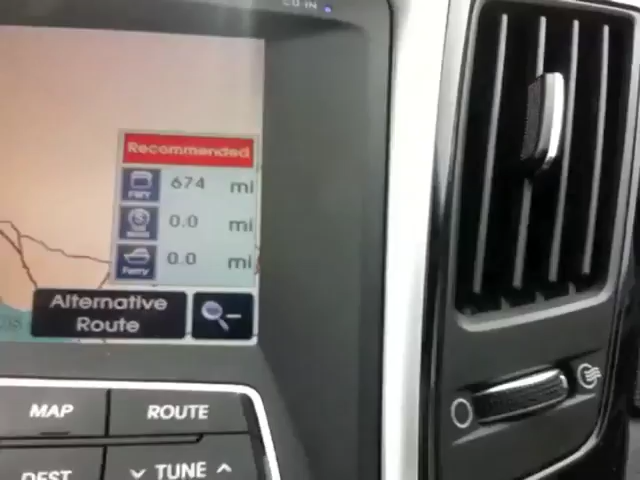 CD IN
Recommended
FWY 674 mi
0.0 mi
Ferry 0.0 mi
Alternative
Route
MAP ROUTE
DEST TUNE